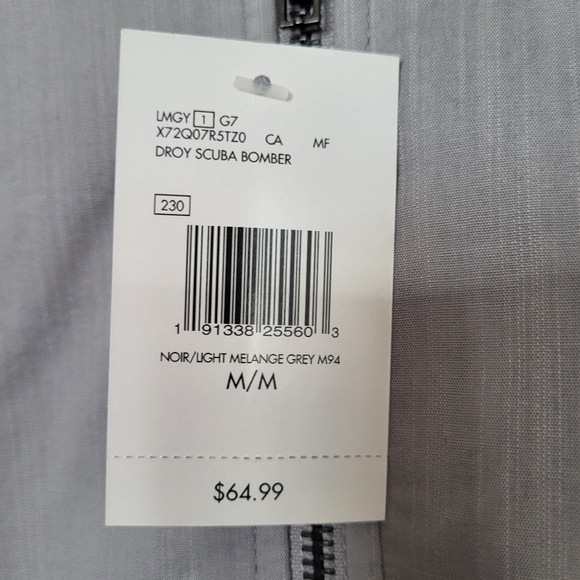 LMGY 1 G7
X72Q07R5TZ0 CA MF
DROY SCUBA BOMBER
230
1 91338 25560 3
NOIR/LIGHT MELANGE GREY M94
M/M
$64.99